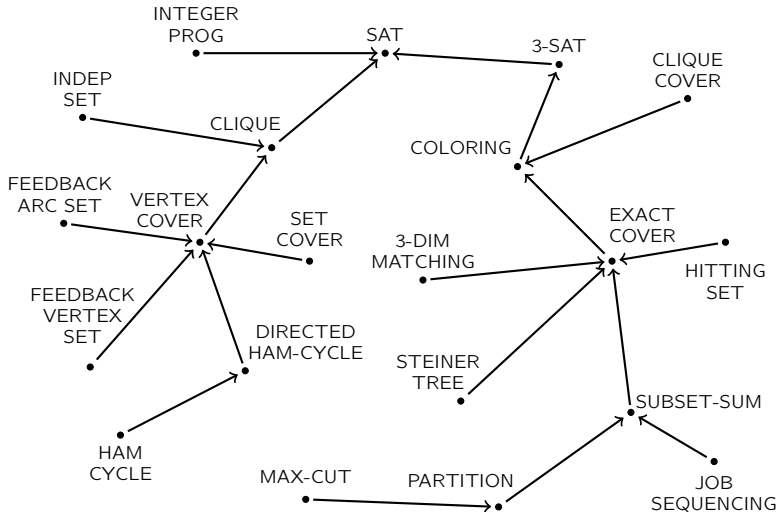 INTEGER
PROG
SAT
3-SAT
CLIQUE
COVER
INDEP
SET
CLIQUE
COLORING
FEEDBACK
ARC SET
VERTEX
COVER
SET
COVER
3-DIM
MATCHING
EXACT
COVER
HITTING
SET
FEEDBACK
VERTEX
SET
DIRECTED
HAM-CYCLE
STEINER
TREE
SUBSET-SUM
HAM
CYCLE
MAX-CUT
PARTITION
JOB
SEQUENCING